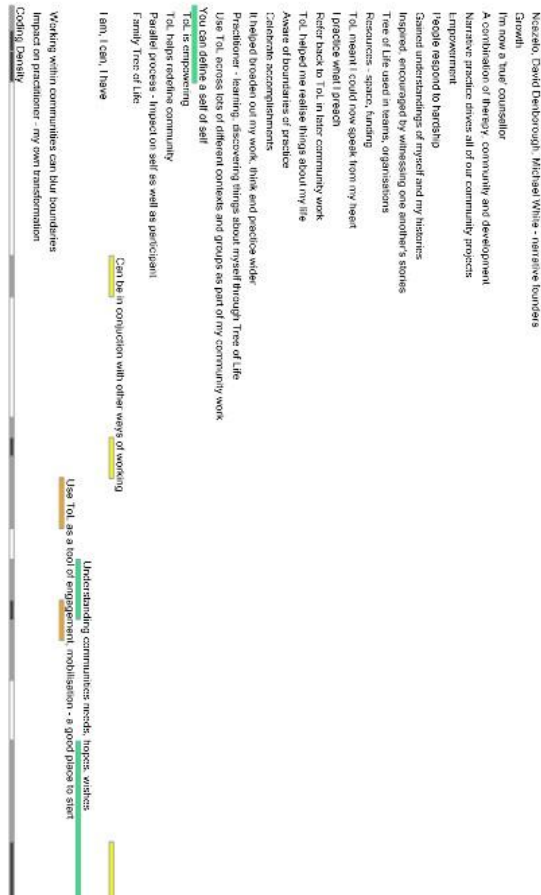 Ncazelo, David Denborough, Michael White - narrative founders
Growth
I'm now a 'true' counsellor
A combination of therapy, community and development
Narrative practice drives all of our community projects
Empowerment
People respond to hardship
Gained understandings of myself and my histories
Inspired, encouraged by witnessing one another's stories
Tree of Life used in teams, organisations
Resources - space, funding
ToL meant I could now speak from my heart
I practice what I preach
Refer back to ToL in later community work
ToL helped me realise things about my life
Aware of boundaries of practice
Celebrate accomplishments
It helped broaden out my work, think and practice wider
Practitioner - learning, discovering things about myself through Tree of Life
Use ToL across lots of different contexts and groups as part of my community work
You can define a self of self
ToL is empowering
ToL helps redefine community
Parallel process - Impact on self as well as participant
Family Tree of Life
Can be in conjuction with other ways of working
I am, I can, I have
Understanding communities needs, hopes, wishes
Use ToL as a tool of engagement, mobilisation - a good place to start
Working within communities can blur boundaries
Impact on practitioner - my own transformation
Coding Density